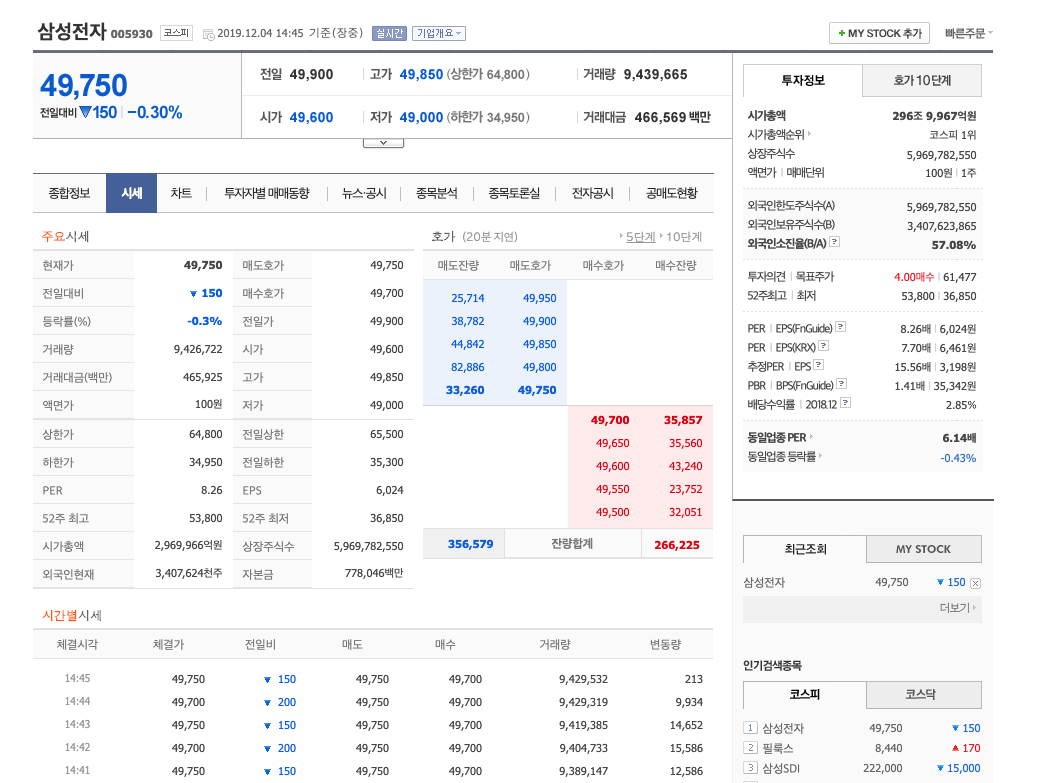 삼성전자 005930 코스피 2019.12.04 14:45 기준(장중) 실시간 기업개요
+ MY STOCK 추가 빠른주문
49,750
전일대비 ▼150 | −0.30%
전일 49,900 고가 49,850 (상한가 64,800) 거래량 9,439,665
시가 49,600 저가 49,000 (하한가 34,950) 거래대금 466,569 백만
종합정보 시세 차트 투자자별 매매동향 뉴스·공시 종목분석 종목토론실 전자공시 공매도현황
주요시세
현재가 49,750 매도호가 49,750
전일대비 ▼ 150 매수호가 49,700
등락률(%) -0.3% 전일가 49,900
거래량 9,426,722 시가 49,600
거래대금(백만) 465,925 고가 49,850
액면가 100원 저가 49,000
상한가 64,800 전일상한 65,500
하한가 34,950 전일하한 35,300
PER 8.26 EPS 6,024
52주 최고 53,800 52주 최저 36,850
시가총액 2,969,966억원 상장주식수 5,969,782,550
외국인현재 3,407,624천주 자본금 778,046백만
호가 (20분 지연) 5단계 10단계
매도잔량 매도호가 매수호가 매수잔량
25,714 49,950
38,782 49,900
44,842 49,850
82,886 49,800
33,260 49,750
49,700 35,857
49,650 35,560
49,600 43,240
49,550 23,752
49,500 32,051
356,579 잔량합계 266,225
시간별시세
체결시각 체결가 전일비 매도 매수 거래량 변동량
14:45 49,750 ▼ 150 49,750 49,700 9,429,532 213
14:44 49,700 ▼ 200 49,750 49,700 9,429,319 9,934
14:43 49,750 ▼ 150 49,750 49,700 9,419,385 14,652
14:42 49,700 ▼ 200 49,750 49,700 9,404,733 15,586
14:41 49,750 ▼ 150 49,750 49,700 9,389,147 12,586
투자정보 호가 10단계
시가총액 296조 9,967억원
시가총액순위 코스피 1위
상장주식수 5,969,782,550
액면가 | 매매단위 100원 | 1주
외국인한도주식수(A) 5,969,782,550
외국인보유주식수(B) 3,407,623,865
외국인소진율(B/A) ? 57.08%
투자의견 | 목표주가 4.00매수 | 61,477
52주최고 | 최저 53,800 | 36,850
PER | EPS(FnGuide) ? 8.26배 | 6,024원
PER | EPS(KRX) ? 7.70배 | 6,461원
추정PER | EPS ? 15.56배 | 3,198원
PBR | BPS(FnGuide) ? 1.41배 | 35,342원
배당수익률 | 2018.12 ? 2.85%
동일업종 PER 6.14배
동일업종 등락률 -0.43%
최근조회 MY STOCK
삼성전자 49,750 ▼ 150
더보기
인기검색종목
코스피 코스닥
1 삼성전자 49,750 ▼ 150
2 필룩스 8,440 ▲ 170
3 삼성SDI 222,000 ▼ 15,000